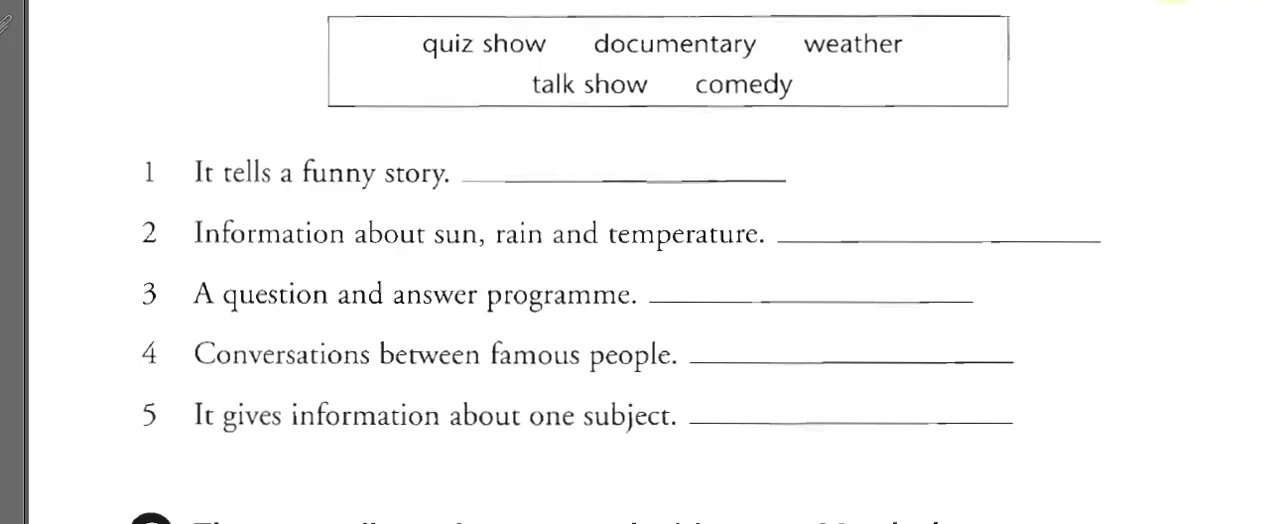 quiz show documentary weather
talk show comedy
1 It tells a funny story.
2 Information about sun, rain and temperature.
3 A question and answer programme.
4 Conversations between famous people.
5 It gives information about one subject.